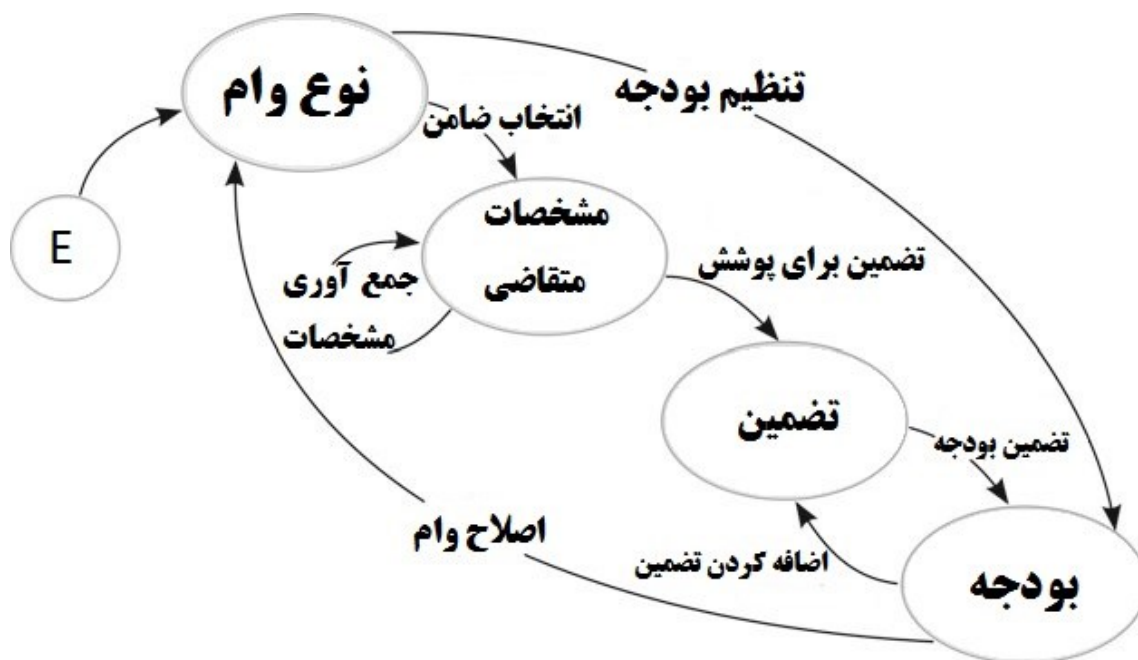 نوع وام
تنظیم بودجه
انتخاب ضامن
E
مشخصات
متقاضی
جمع آوری
مشخصات
تضمین برای پوشش
تضمین
تضمین بودجه
اصلاح وام
اضافه کردن تضمین
بودجه